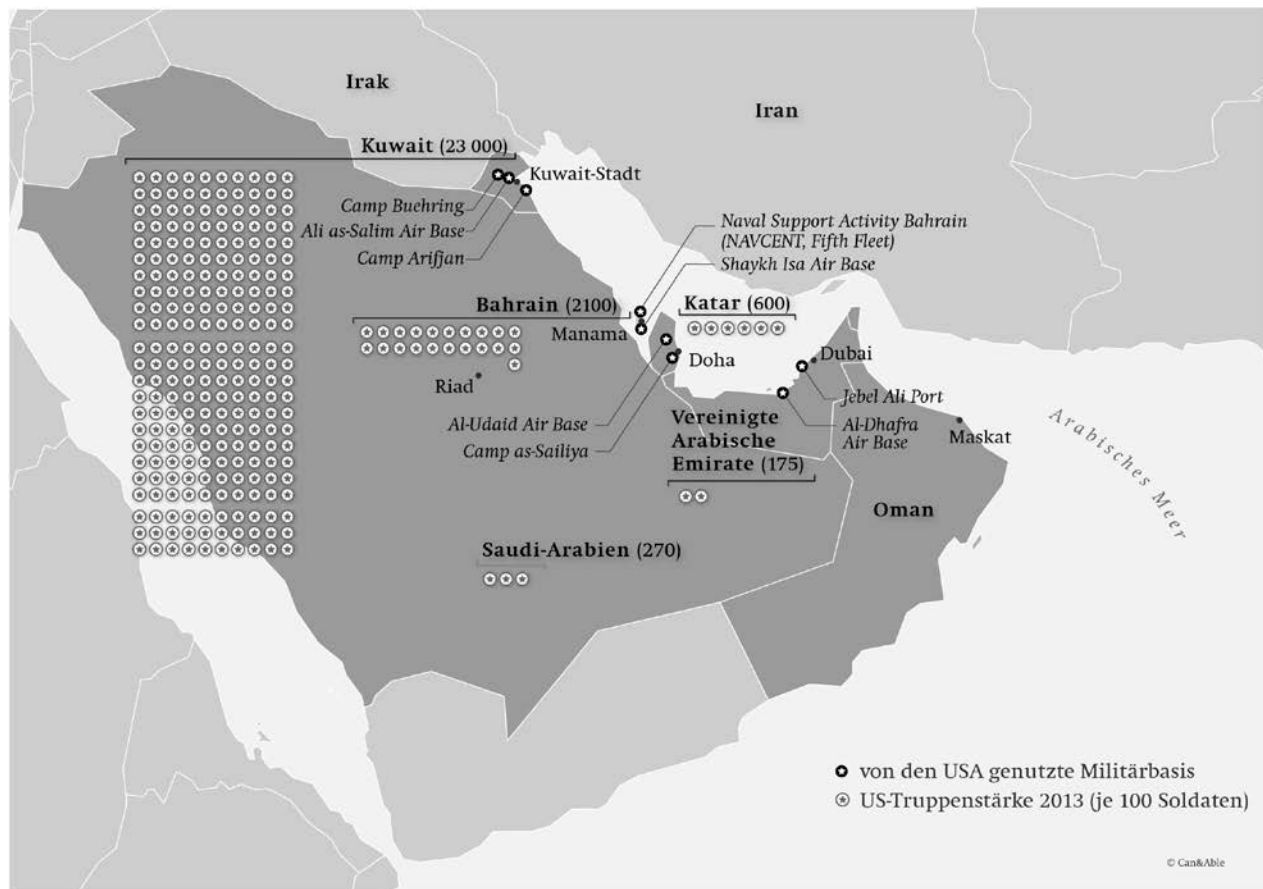 Irak
Iran
Kuwait (23 000)
Kuwait-Stadt
Camp Buehring
Ali as-Salim Air Base
Camp Arifjan
Naval Support Activity Bahrain
(NAVCENT, Fifth Fleet)
Shaykh Isa Air Base
Bahrain (2100)
Katar (600)
Manama
Doha
Dubai
Riad
Jebel Ali Port
Al-Udaid Air Base
Camp as-Sailiya
Vereinigte
Arabische
Emirate (175)
Al-Dhafra
Air Base
Maskat
Arabisches Meer
Oman
Saudi-Arabien (270)
von den USA genutzte Militärbasis
US-Truppenstärke 2013 (je 100 Soldaten)
© Can&Able